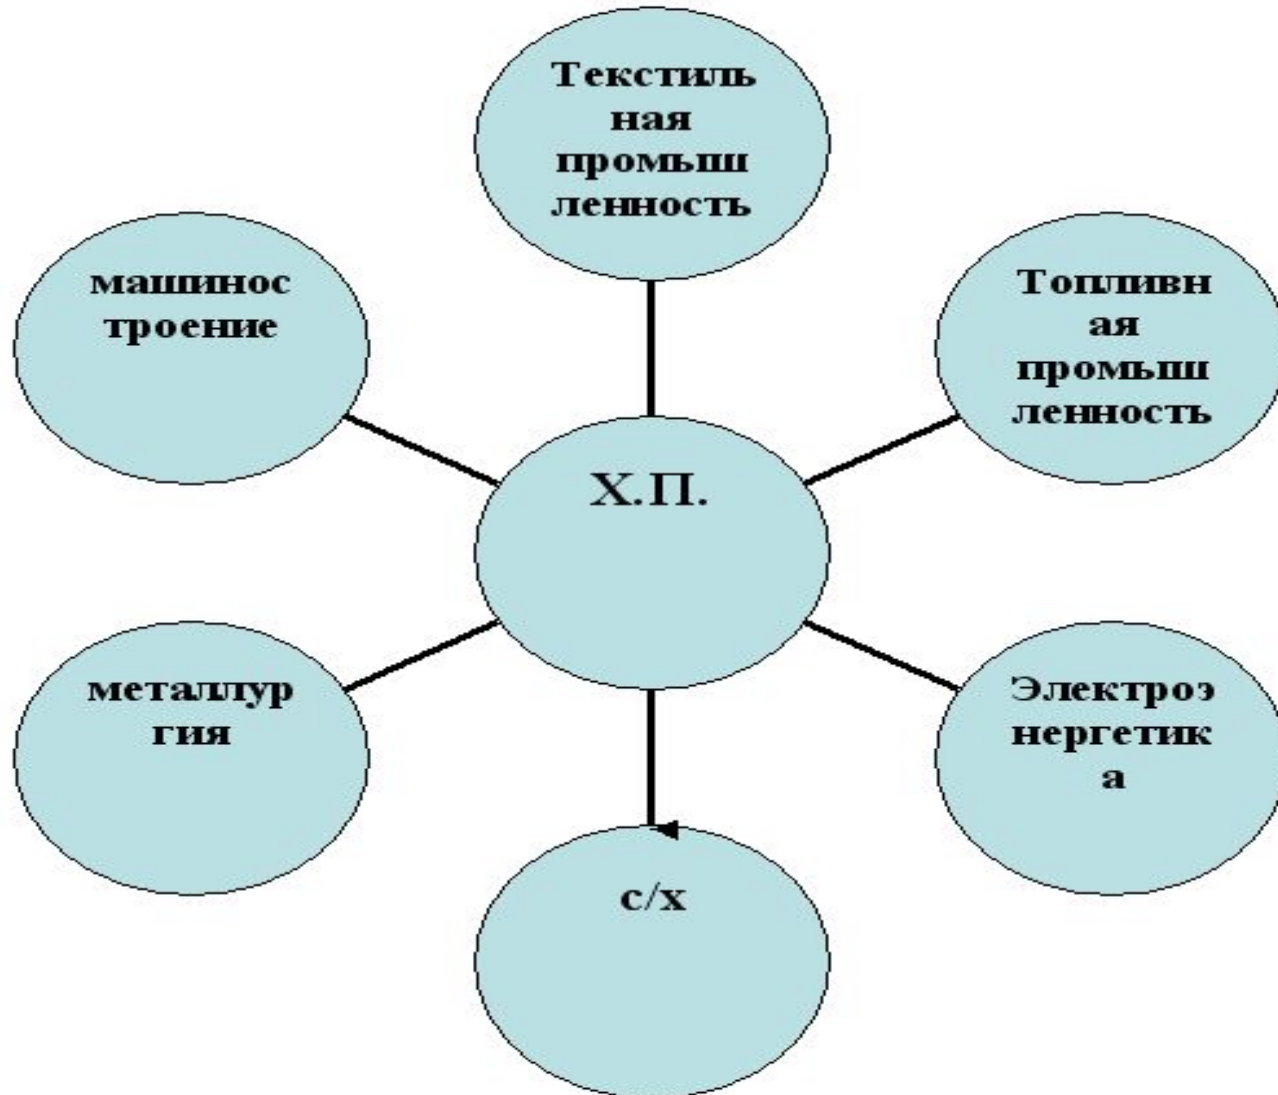 Текстиль
ная
промыш
ленность
машинос
троение
Топливн
ая
промыш
ленность
Х.П.
металлур
гия
Электроэ
нергетик
а
с/х